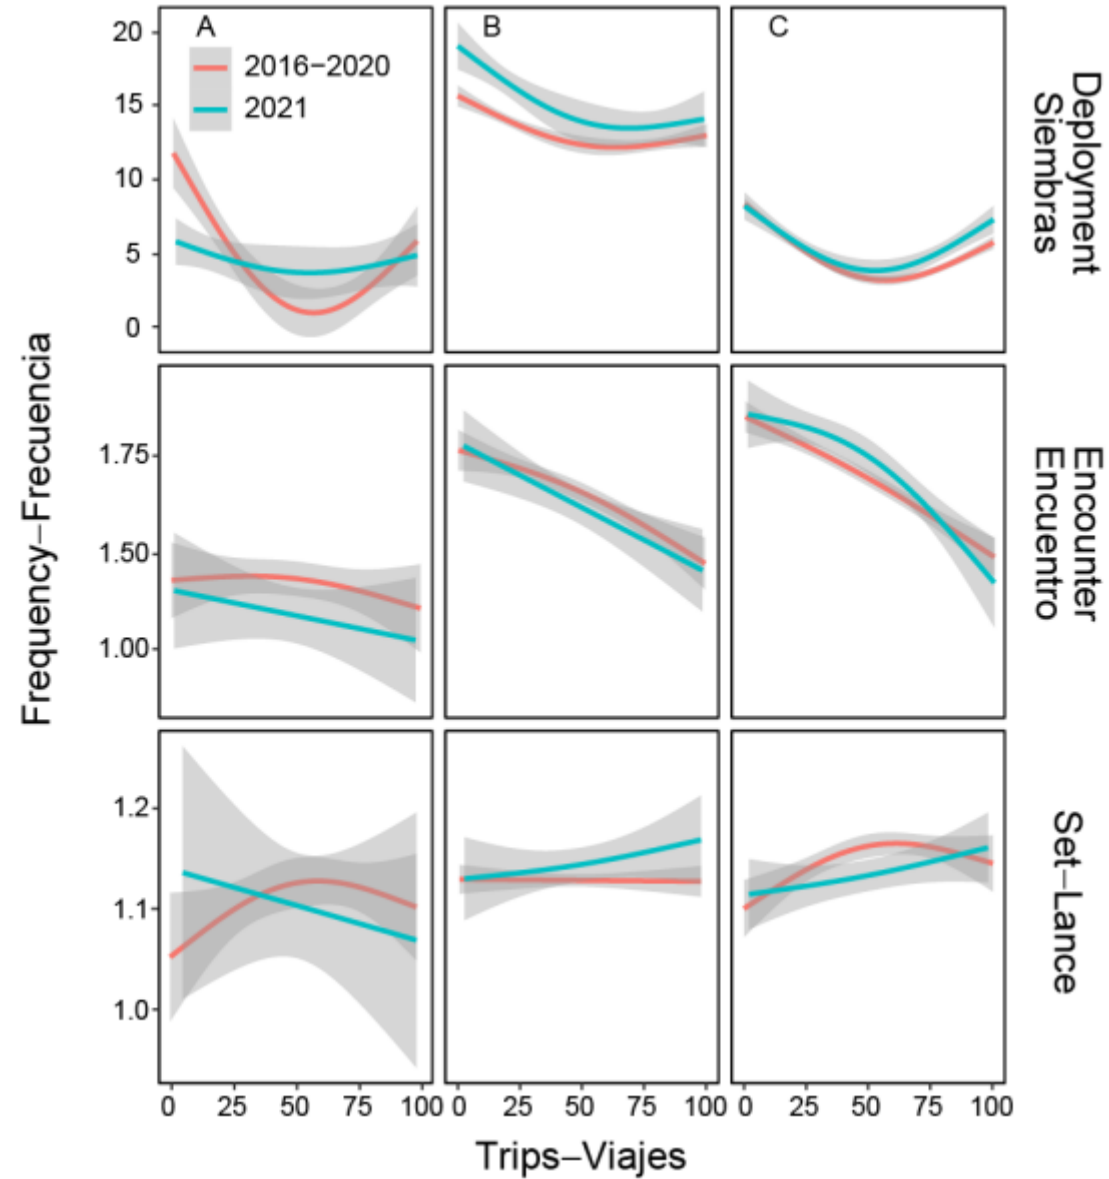 A
B
C
2016–2020
2021
20
15
10
5
0
Deployment
Siembras
1.75
1.50
1.00
Encounter
Encuentro
1.2
1.1
1.0
Set–Lance
0 25 50 75 100 0 25 50 75 100 0 25 50 75 100
Trips–Viajes
Frequency–Frecuencia